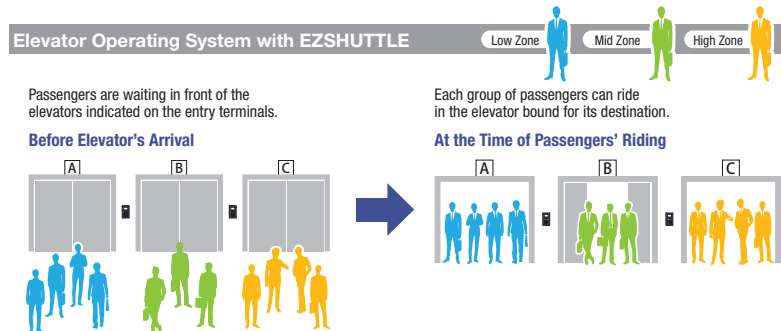 Elevator Operating System with EZSHUTTLE
Low Zone
Mid Zone
High Zone
Passengers are waiting in front of the
elevators indicated on the entry terminals.
Before Elevator's Arrival
A
B
C
Each group of passengers can ride
in the elevator bound for its destination.
At the Time of Passengers' Riding
A
B
C